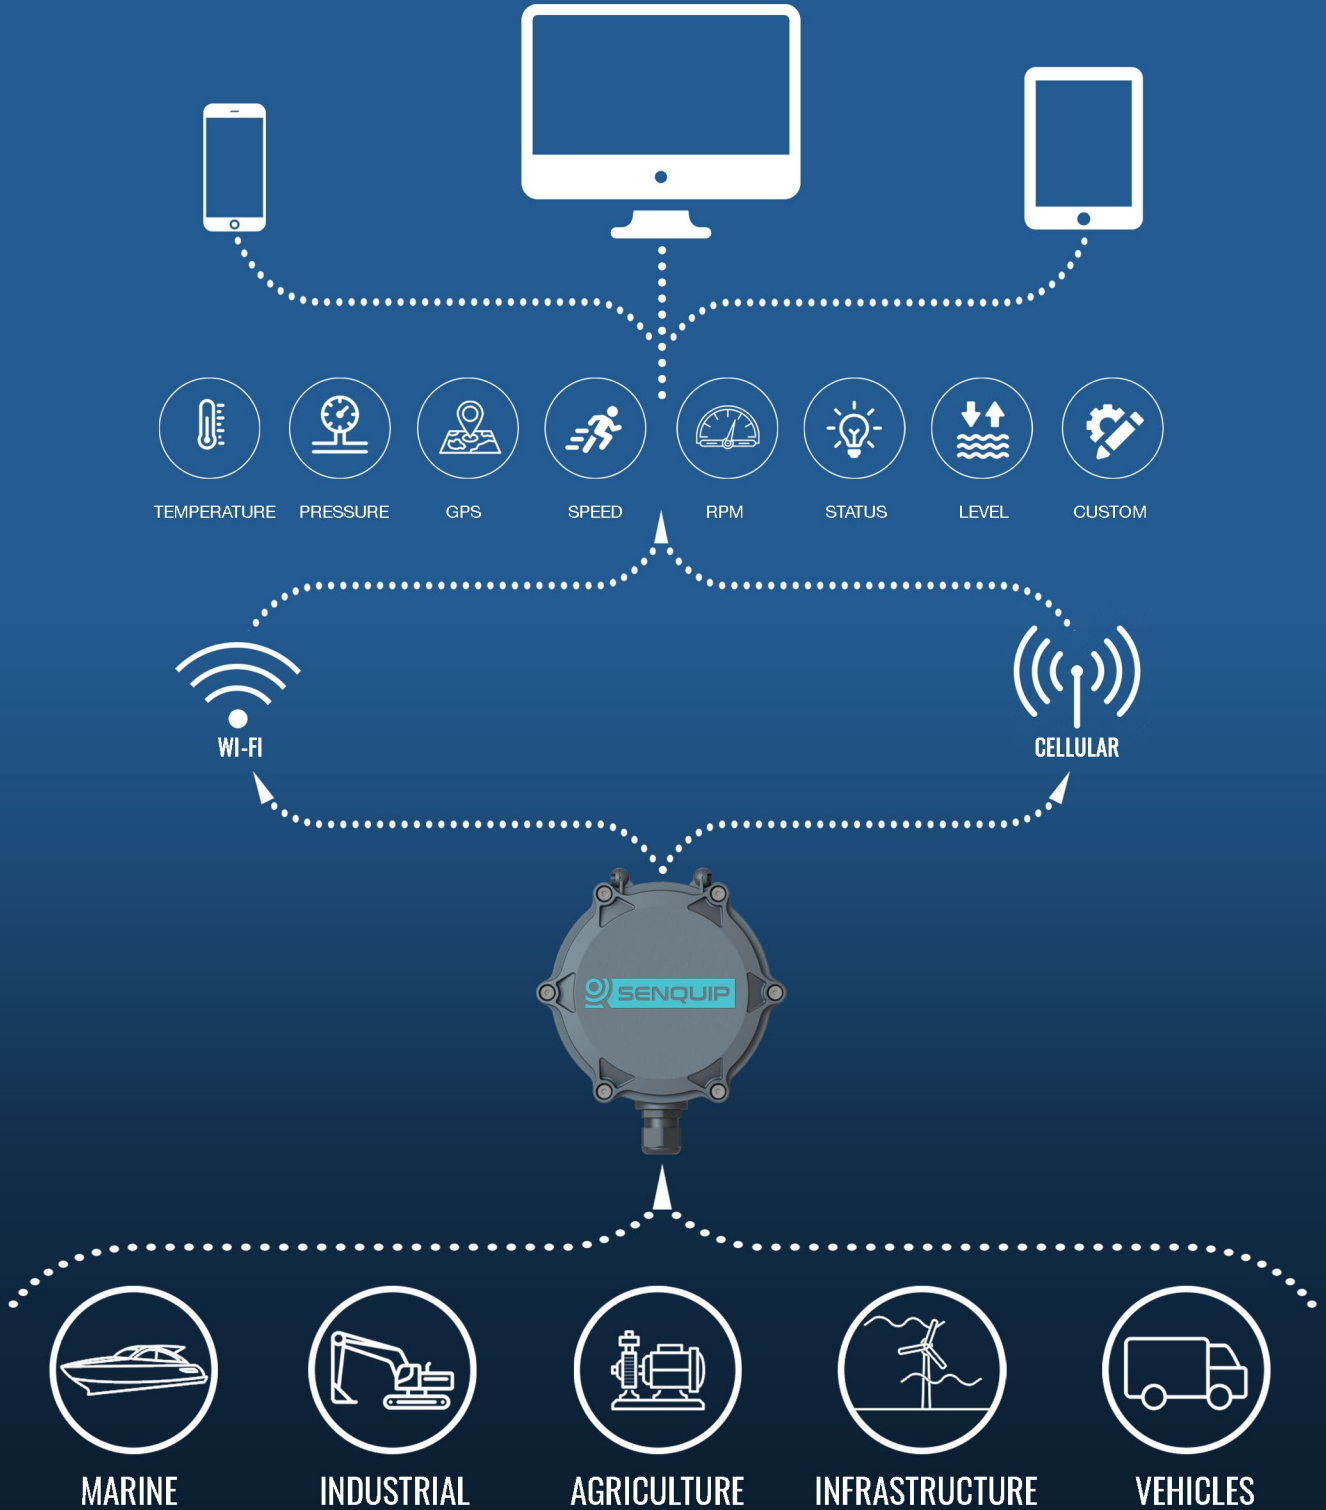 TEMPERATURE PRESSURE GPS SPEED RPM STATUS LEVEL CUSTOM
WI-FI CELLULAR
SENQUIP
MARINE INDUSTRIAL AGRICULTURE INFRASTRUCTURE VEHICLES